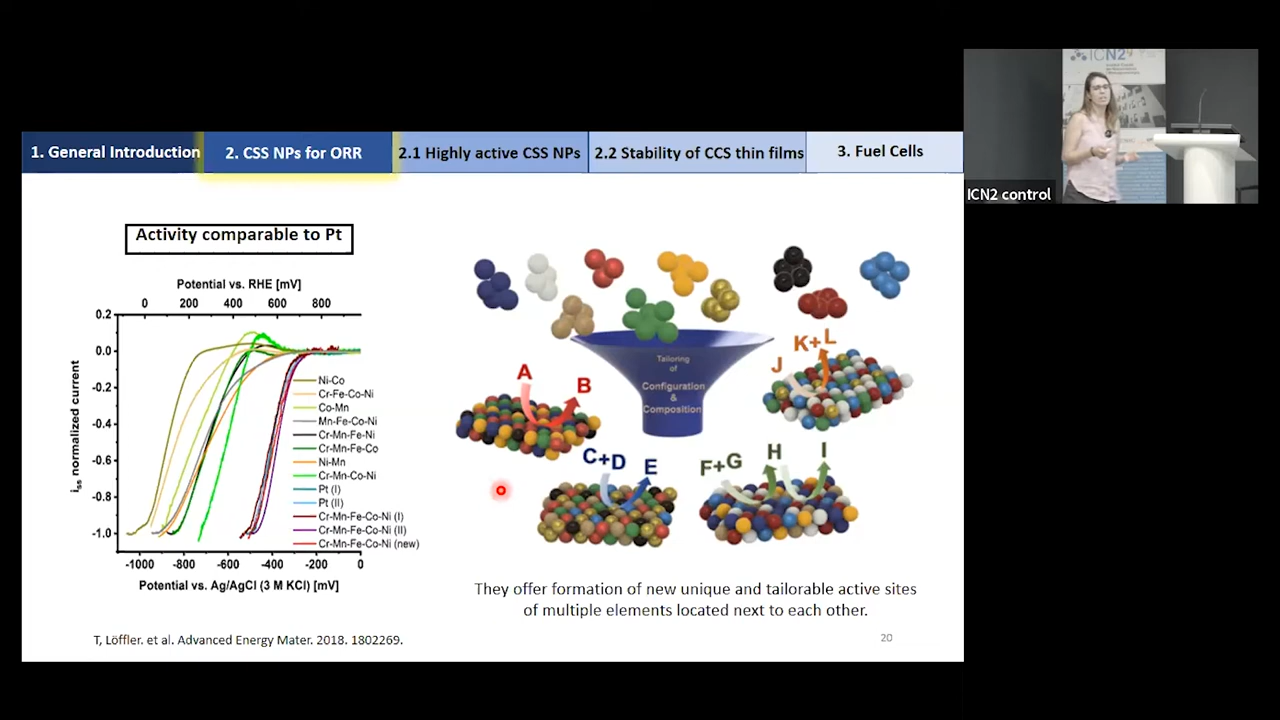 1. General Introduction
2. CSS NPs for ORR
2.1 Highly active CSS NPs
2.2 Stability of CCS thin films
3. Fuel Cells
ICN2
ICN2 control
Activity comparable to Pt
Potential vs. RHE [mV]
0 200 400 600 800
0.2
0.0
-0.2
-0.4
-0.6
-0.8
-1.0
iss normalized current
Ni-Co
Cr-Fe-Co-Ni
Co-Mn
Mn-Fe-Co-Ni
Cr-Mn-Fe-Ni
Cr-Mn-Fe-Co
Ni-Mn
Cr-Mn-Co-Ni
Pt (I)
Pt (II)
Cr-Mn-Fe-Co-Ni (I)
Cr-Mn-Fe-Co-Ni (II)
Cr-Mn-Fe-Co-Ni (new)
-1000 -800 -600 -400 -200 0
Potential vs. Ag/AgCl (3 M KCl) [mV]
T, Löffler. et al. Advanced Energy Mater. 2018. 1802269.
Tailoring
of
Configuration
&
Composition
A
B
C+D
E
F+G
H
I
J
K+L
They offer formation of new unique and tailorable active sites
of multiple elements located next to each other.
20